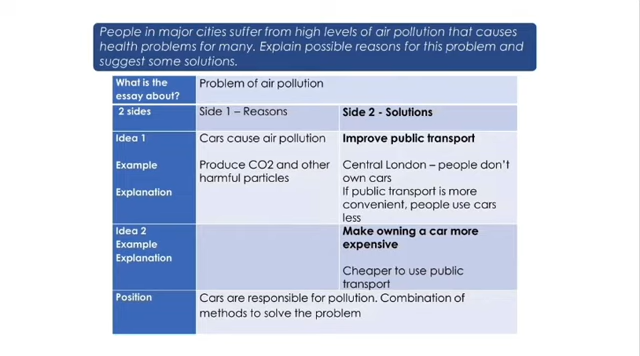 People in major cities suffer from high levels of air pollution that causes
health problems for many. Explain possible reasons for this problem and
suggest some solutions.
What is the
essay about?
Problem of air pollution
2 sides
Side 1 – Reasons
Side 2 - Solutions
Idea 1
Cars cause air pollution
Improve public transport
Example
Produce CO2 and other
harmful particles
Central London – people don't
own cars
Explanation
If public transport is more
convenient, people use cars
less
Idea 2
Example
Explanation
Make owning a car more
expensive
Cheaper to use public
transport
Position
Cars are responsible for pollution. Combination of
methods to solve the problem